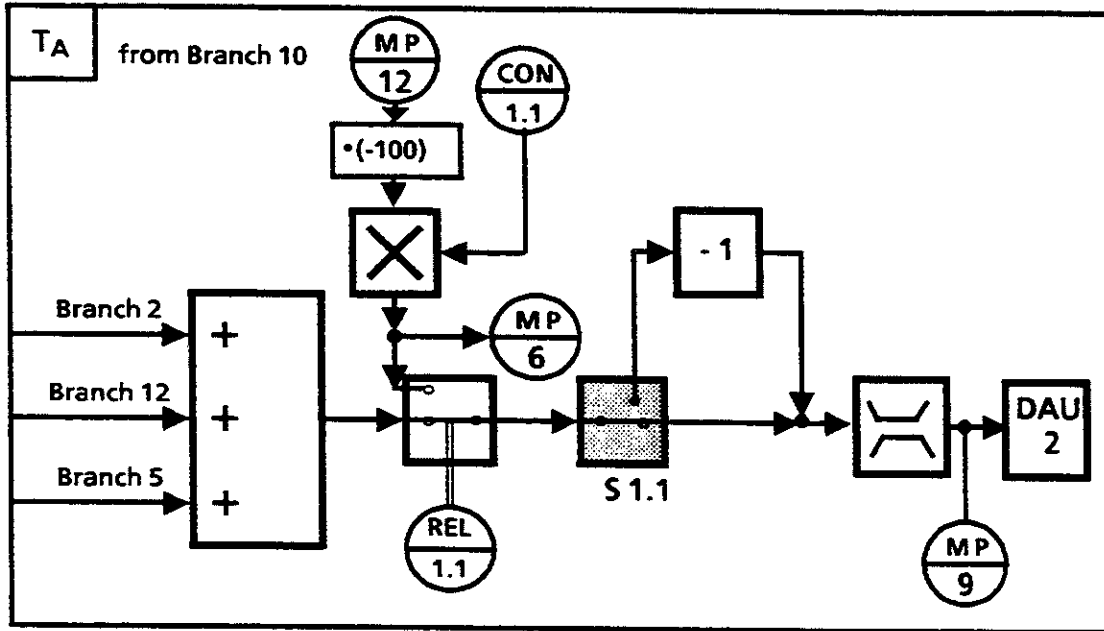 TA from Branch 10
MP
12
CON
1.1
•(-100)
- 1
Branch 2
+
MP
6
Branch 12
+
DAU
2
Branch 5
+
S 1.1
REL
1.1
MP
9